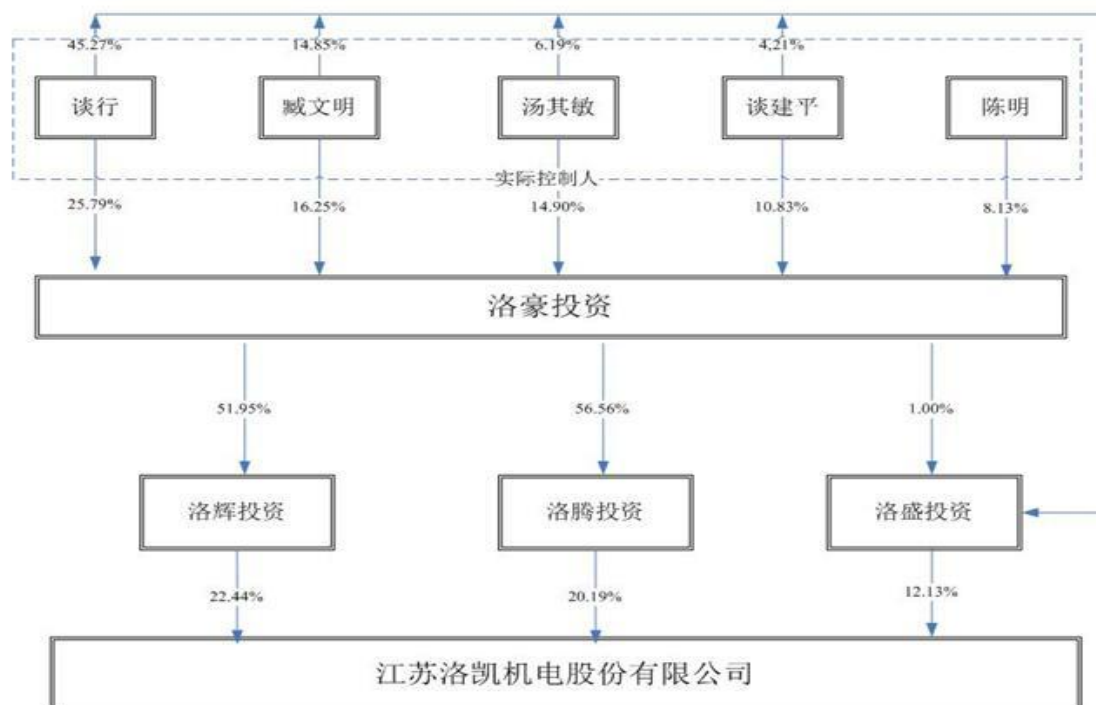 45.27%
14.85%
6.19%
4,21%
谈行
臧文明
汤其敏
谈建平
陈明
实际控制人
25.79%
16.25%
14.90%
10.83%
8.13%
洛豪投资
51.95%
56.56%
1.00%
洛辉投资
洛腾投资
洛盛投资
22.44%
20.19%
12.13%
江苏洛凯机电股份有限公司